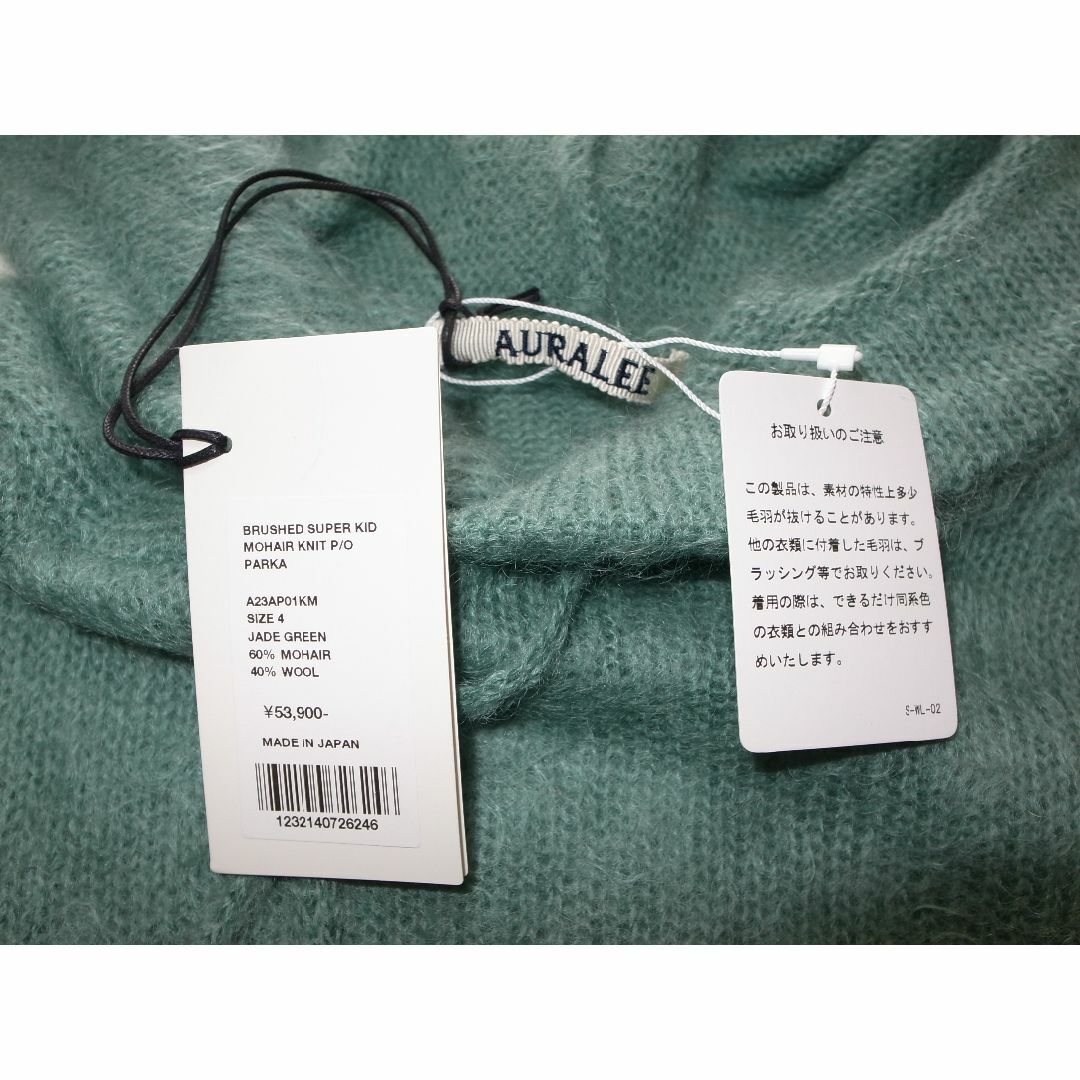 AURALEE
BRUSHED SUPER KID
MOHAIR KNIT P/O
PARKA
A23AP01KM
SIZE 4
JADE GREEN
60% MOHAIR
40% WOOL
¥53,900-
MADE IN JAPAN
1232140726246
お取り扱いのご注意
この製品は、素材の特性上多少
毛羽が抜けることがあります。
他の衣類に付着した毛羽は、ブ
ラッシング等でお取りください。
着用の際は、できるだけ同系色
の衣類との組み合わせをおすす
めいたします。
S-WL-02